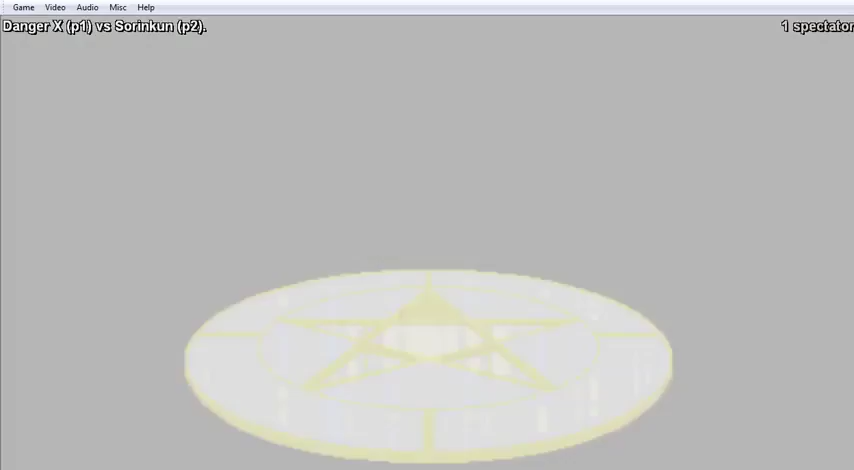 Game Video Audio Misc Help
Danger X (p1) vs Sorinkun (p2).
1 spectator